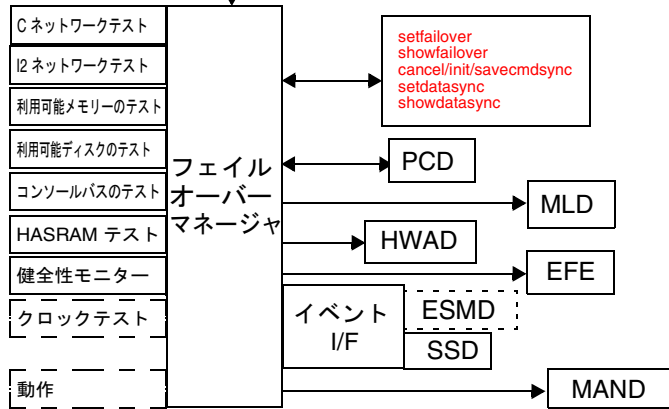 C ネットワークテスト
I2 ネットワークテスト
利用可能メモリーのテスト
利用可能ディスクのテスト
コンソールバスのテスト
HASRAM テスト
健全性モニター
クロックテスト
動作
フェイル
オーバー
マネージャ
setfailover
showfailover
cancel/init/savecmdsync
setdatasync
showdatasync
PCD
MLD
HWAD
EFE
イベント
I/F
ESMD
SSD
MAND